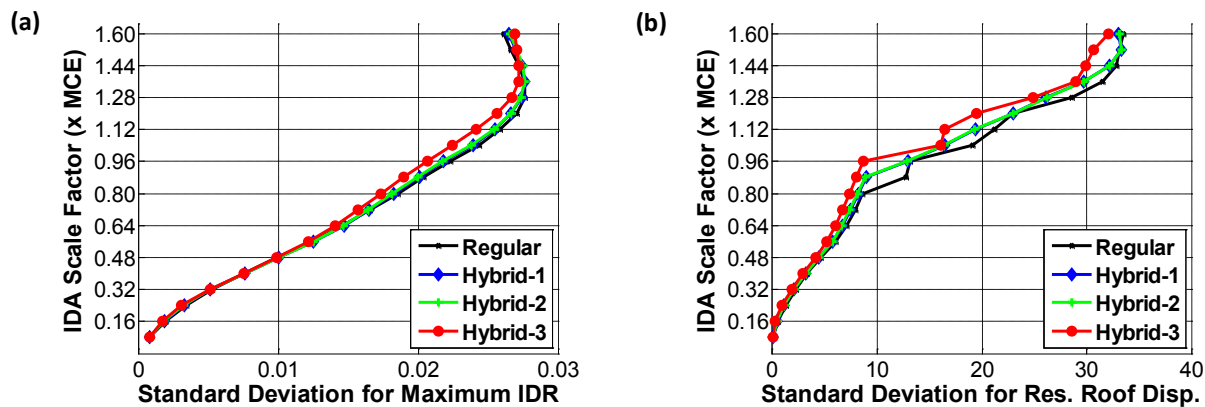 (a)
IDA Scale Factor (x MCE)
1.60
1.44
1.28
1.12
0.96
0.80
0.64
0.48
0.32
0.16
0
0.01
0.02
0.03
Standard Deviation for Maximum IDR
Regular
Hybrid-1
Hybrid-2
Hybrid-3
(b)
IDA Scale Factor (x MCE)
1.60
1.44
1.28
1.12
0.96
0.80
0.64
0.48
0.32
0.16
0
10
20
30
40
Standard Deviation for Res. Roof Disp.
Regular
Hybrid-1
Hybrid-2
Hybrid-3